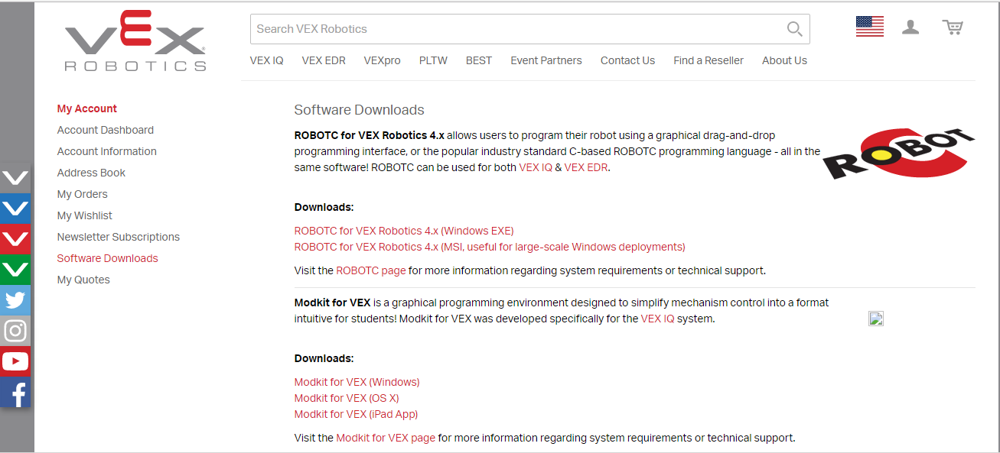 VEX
ROBOTICS
Search VEX Robotics
VEX IQ VEX EDR VEXpro PLTW BEST Event Partners Contact Us Find a Reseller About Us
My Account
Account Dashboard
Account Information
Address Book
My Orders
My Wishlist
Newsletter Subscriptions
Software Downloads
My Quotes
Software Downloads
ROBOTC for VEX Robotics 4.x allows users to program their robot using a graphical drag-and-drop
programming interface, or the popular industry standard C-based ROBOTC programming language - all in the
same software! ROBOTC can be used for both VEX IQ & VEX EDR.
ROBOT
Downloads:
ROBOTC for VEX Robotics 4.x (Windows EXE)
ROBOTC for VEX Robotics 4.x (MSI, useful for large-scale Windows deployments)
Visit the ROBOTC page for more information regarding system requirements or technical support.
Modkit for VEX is a graphical programming environment designed to simplify mechanism control into a format
intuitive for students! Modkit for VEX was developed specifically for the VEX IQ system.
Downloads:
Modkit for VEX (Windows)
Modkit for VEX (OS X)
Modkit for VEX (iPad App)
Visit the Modkit for VEX page for more information regarding system requirements or technical support.